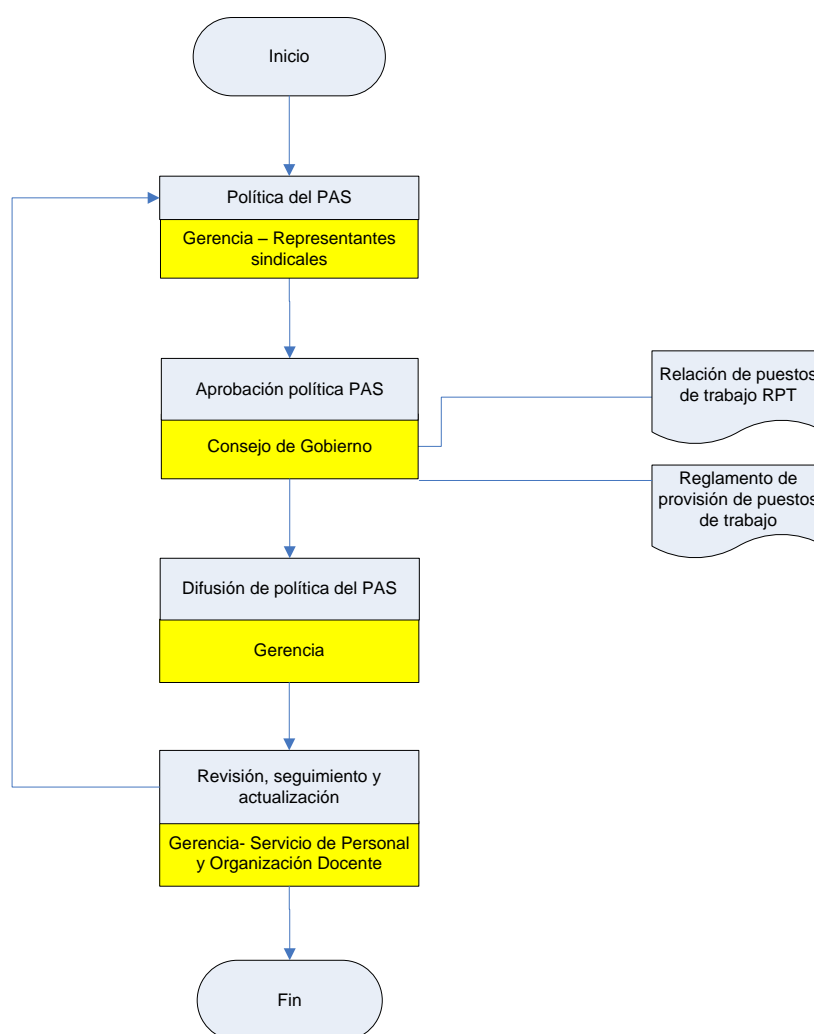 Inicio
Política del PAS
Gerencia – Representantes
sindicales
Aprobación política PAS
Consejo de Gobierno
Relación de puestos
de trabajo RPT
Reglamento de
provisión de puestos
de trabajo
Difusión de política del PAS
Gerencia
Revisión, seguimiento y
actualización
Gerencia- Servicio de Personal
y Organización Docente
Fin